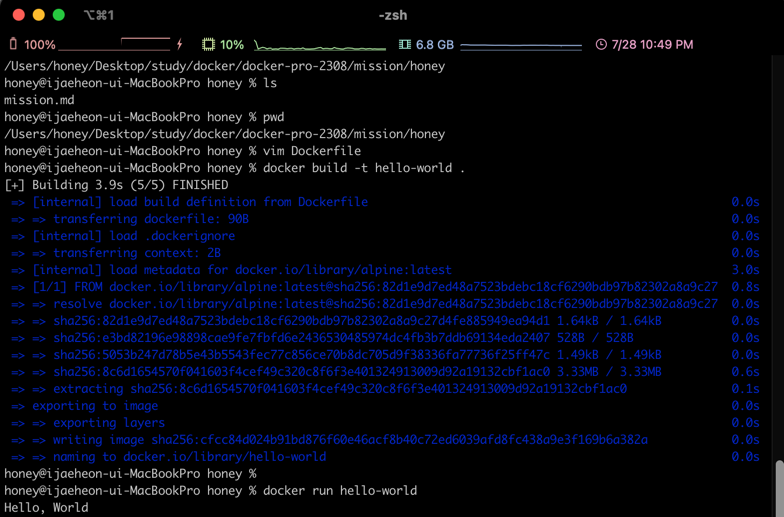 ⌥⌘1
-zsh
100%
10%
6.8 GB
7/28 10:49 PM
/Users/honey/Desktop/study/docker/docker-pro-2308/mission/honey
honey@ijaeheon-ui-MacBookPro honey % ls
mission.md
honey@ijaeheon-ui-MacBookPro honey % pwd
/Users/honey/Desktop/study/docker/docker-pro-2308/mission/honey
honey@ijaeheon-ui-MacBookPro honey % vim Dockerfile
honey@ijaeheon-ui-MacBookPro honey % docker build -t hello-world .
[+] Building 3.9s (5/5) FINISHED
=> [internal] load build definition from Dockerfile 0.0s
=> => transferring dockerfile: 90B 0.0s
=> [internal] load .dockerignore 0.0s
=> => transferring context: 2B 0.0s
=> [internal] load metadata for docker.io/library/alpine:latest 3.0s
=> [1/1] FROM docker.io/library/alpine:latest@sha256:82d1e9d7ed48a7523bdebc18cf6290bdb97b82302a8a9c27 0.8s
=> => resolve docker.io/library/alpine:latest@sha256:82d1e9d7ed48a7523bdebc18cf6290bdb97b82302a8a9c27 0.0s
=> => sha256:82d1e9d7ed48a7523bdebc18cf6290bdb97b82302a8a9c27d4fe885949ea94d1 1.64kB / 1.64kB 0.0s
=> => sha256:e3bd82196e98898cae9fe7fbfd6e2436530485974dc4fb3b7ddb69134eda2407 528B / 528B 0.0s
=> => sha256:5053b247d78b5e43b5543fec77c856ce70b8dc705d9f38336fa77736f25ff47c 1.49kB / 1.49kB 0.0s
=> => sha256:8c6d1654570f041603f4cef49c320c8f6f3e401324913009d92a19132cbf1ac0 3.33MB / 3.33MB 0.6s
=> => extracting sha256:8c6d1654570f041603f4cef49c320c8f6f3e401324913009d92a19132cbf1ac0 0.1s
=> exporting to image 0.0s
=> => exporting layers 0.0s
=> => writing image sha256:cfcc84d024b91bd876f60e46acf8b40c72ed6039afd8fc438a9e3f169b6a382a 0.0s
=> => naming to docker.io/library/hello-world 0.0s
honey@ijaeheon-ui-MacBookPro honey %
honey@ijaeheon-ui-MacBookPro honey % docker run hello-world
Hello, World